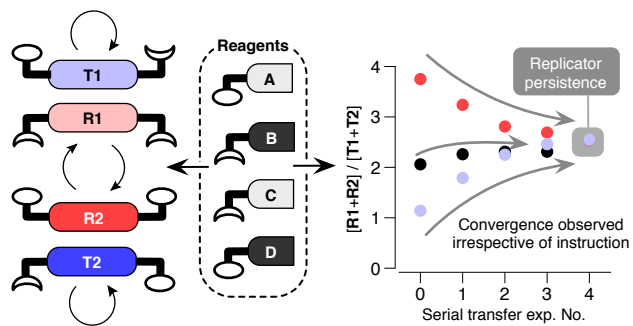 T1
R1
R2
T2
Reagents
A
B
C
D
[R1+R2] / [T1+T2]
4
3
2
1
0
Replicator
persistence
Convergence observed
irrespective of instruction
0 1 2 3 4
Serial transfer exp. No.